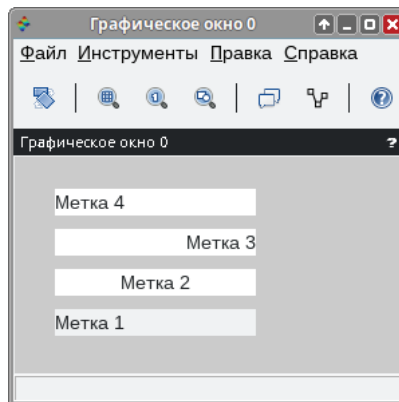 Графическое окно 0
Файл Инструменты Правка Справка
Графическое окно 0 ?
Метка 4
Метка 3
Метка 2
Метка 1